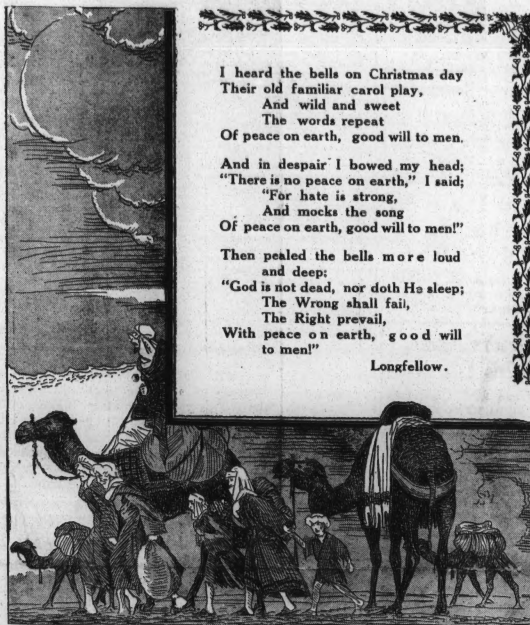 I heard the bells on Christmas day
Their old familiar carol play,
And wild and sweet
The words repeat
Of peace on earth, good will to men.
And in despair I bowed my head;
"There is no peace on earth," I said;
"For hate is strong,
And mocks the song
Of peace on earth, good will to men!"
Then pealed the bells more loud
and deep:
"God is not dead, nor doth He sleep;
The Wrong shall fail,
The Right prevail,
With peace on earth, good will
to men!"
Longfellow.